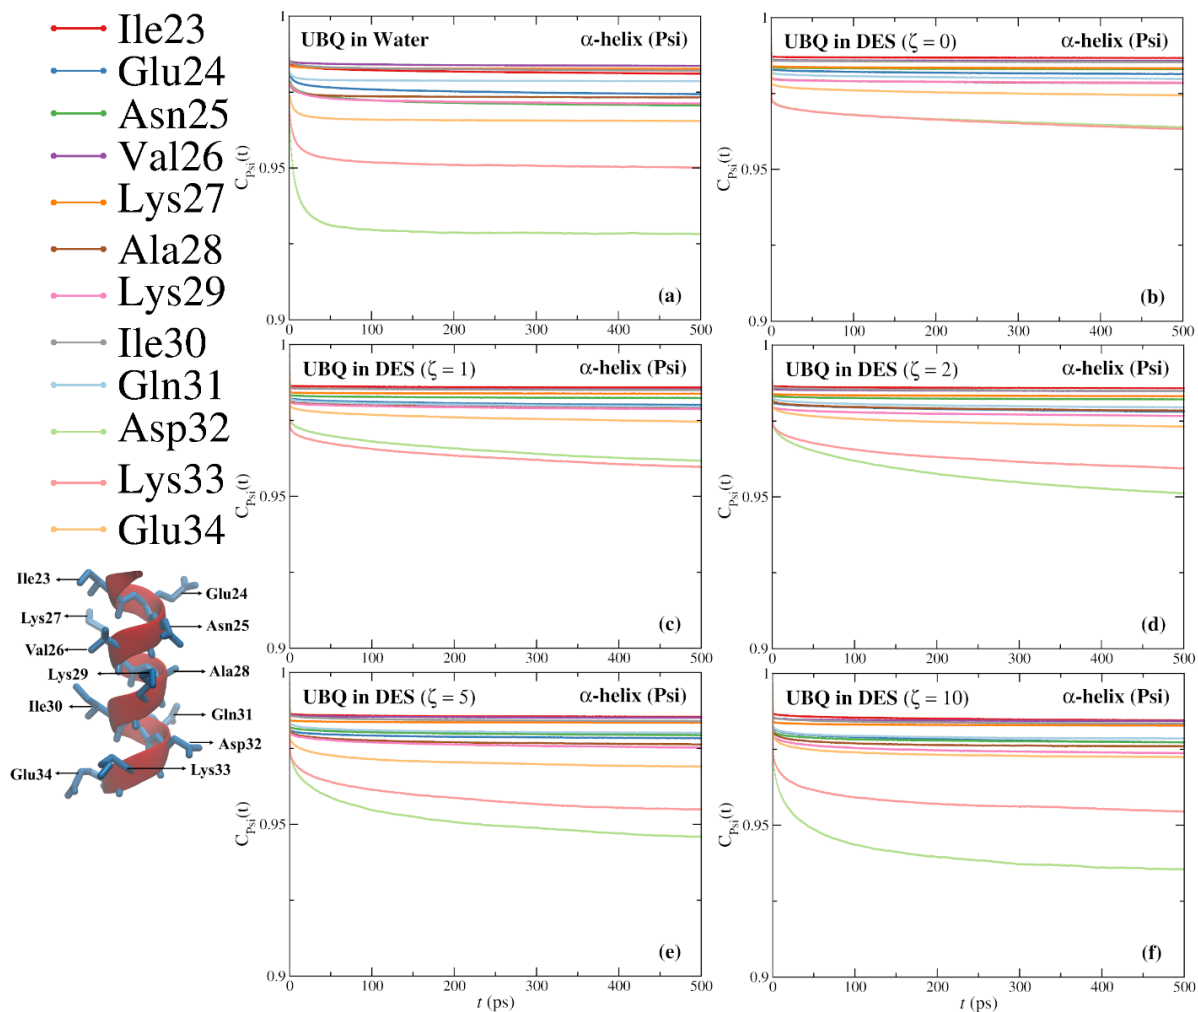 Ile23
Glu24
Asn25
Val26
Lys27
Ala28
Lys29
Ile30
Gln31
Asp32
Lys33
Glu34
Ile23
Glu24
Lys27
Asn25
Val26
Lys29
Ala28
Ile30
Gln31
Asp32
Glu34
Lys33
UBQ in Water α-helix (Psi)
1
0.95
0.9
C_Psi(t)
0 100 200 300 400 500
(a)
UBQ in DES (ζ = 0) α-helix (Psi)
1
0.95
0.9
C_Psi(t)
0 100 200 300 400 500
(b)
UBQ in DES (ζ = 1) α-helix (Psi)
1
0.95
0.9
C_Psi(t)
0 100 200 300 400 500
(c)
UBQ in DES (ζ = 2) α-helix (Psi)
1
0.95
0.9
C_Psi(t)
0 100 200 300 400 500
(d)
UBQ in DES (ζ = 5) α-helix (Psi)
1
0.95
0.9
C_Psi(t)
0 100 200 300 400 500
t (ps)
(e)
UBQ in DES (ζ = 10) α-helix (Psi)
1
0.95
0.9
C_Psi(t)
0 100 200 300 400 500
t (ps)
(f)